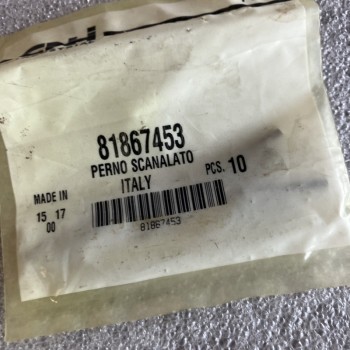 81867453
PERNO SCANALATO
MADE IN ITALY PCS. 10
15 17
00
81867453